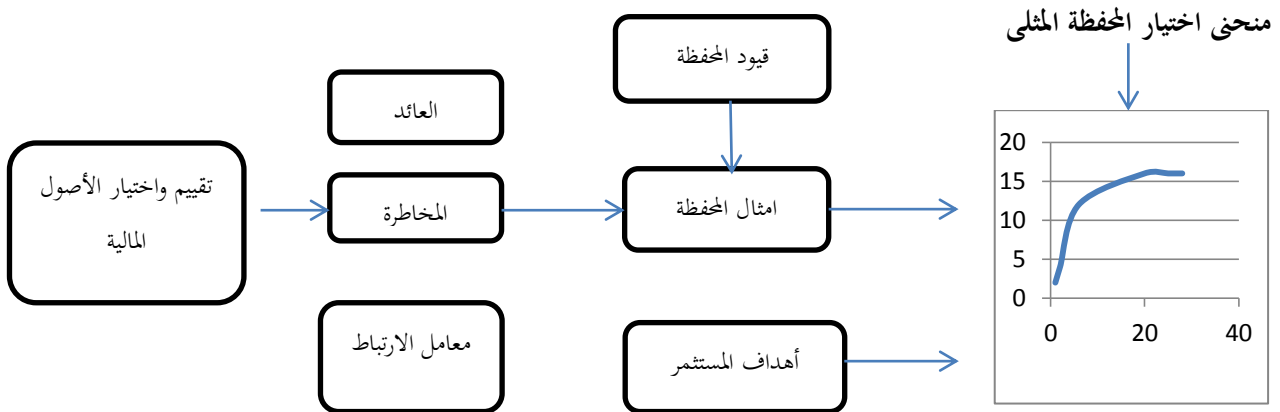 منحنى اختيار المحفظة المثلى
قيود المحفظة
العائد
تقييم واختيار الأصول
المالية
المخاطرة
امثال المحفظة
معامل الارتباط
أهداف المستثمر
20
15
10
5
0
0 20 40